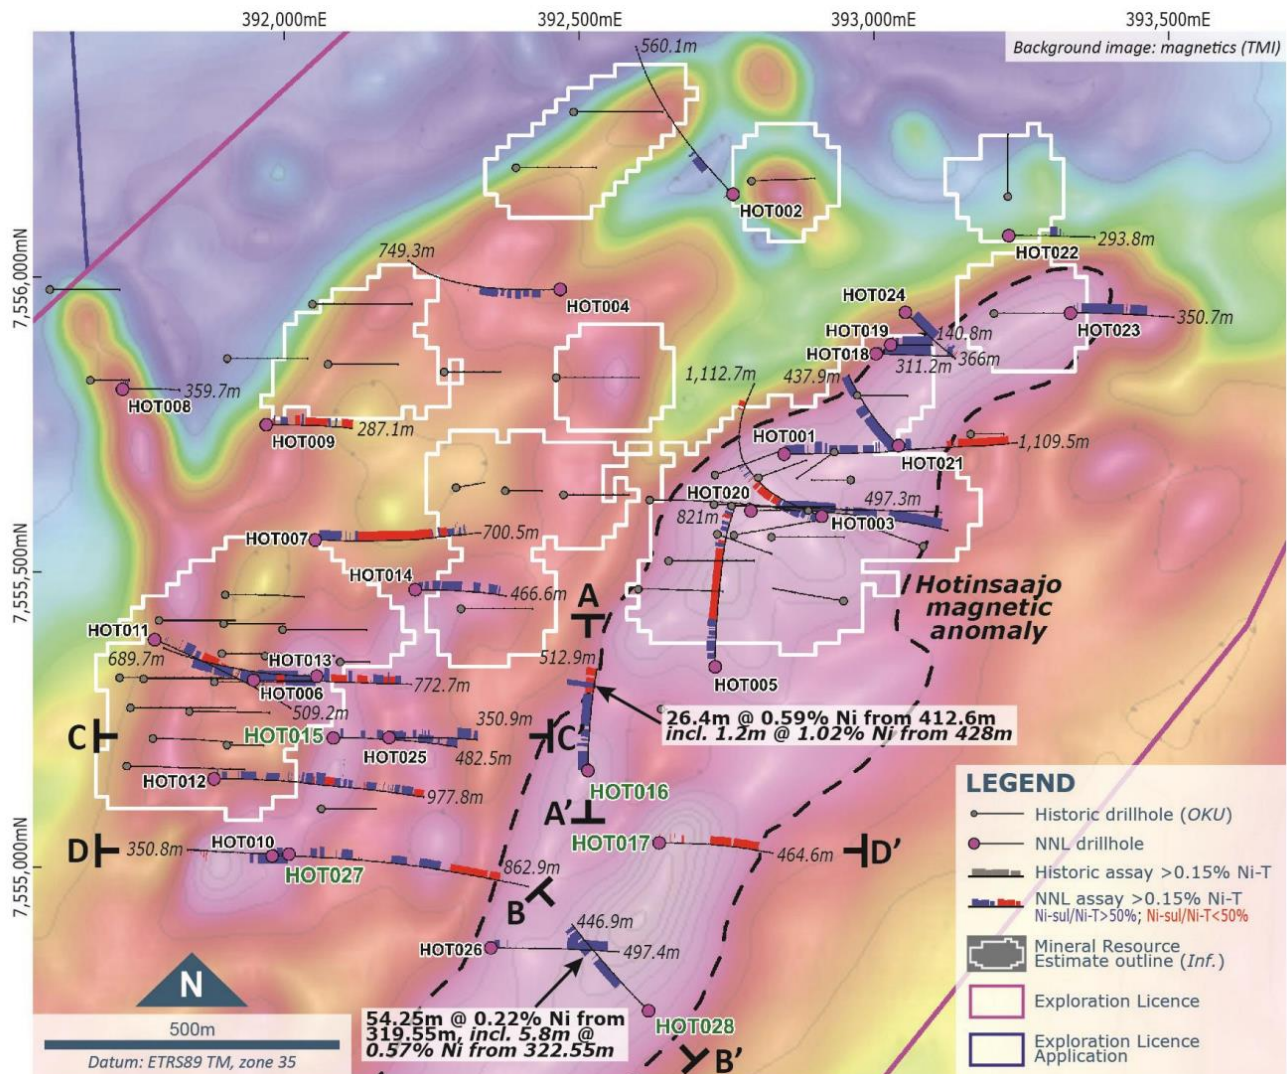 392,000mE
392,500mE
393,000mE
393,500mE
Background image: magnetics (TMI)
560.1m
HOT002
749.3m
HOT004
HOT022
293.8m
7,556,000mN
HOT024
HOT019
HOT018
140.8m
366m
311.2m
HOT023
350.7m
HOT008
359.7m
437.9m
1,112.7m
HOT009
287.1m
HOT001
HOT021
1,109.5m
HOT020
497.3m
HOT003
821m
HOT007
700.5m
7,555,500mN
HOT014
466.6m
A
Hotinsaajo
magnetic
anomaly
HOT011
689.7m
HOT013
HOT006
772.7m
509.2m
512.9m
HOT005
26.4m @ 0.59% Ni from 412.6m
incl. 1.2m @ 1.02% Ni from 428m
C
HOT015
350.9m
HOT025
482.5m
C'
HOT012
977.8m
HOT016
A'
D
350.8m
HOT010
HOT027
862.9m
HOT017
464.6m
D'
7,555,000mN
B
446.9m
HOT026
497.4m
HOT028
B'
54.25m @ 0.22% Ni from
319.55m, incl. 5.8m @
0.57% Ni from 322.55m
N
500m
Datum: ETRS89 TM, zone 35
LEGEND
Historic drillhole (OKU)
NNL drillhole
Historic assay >0.15% Ni-T
NNL assay >0.15% Ni-T
Ni-sul/Ni-T>50%; Ni-sul/Ni-T<50%
Mineral Resource
Estimate outline (Inf.)
Exploration Licence
Exploration Licence
Application